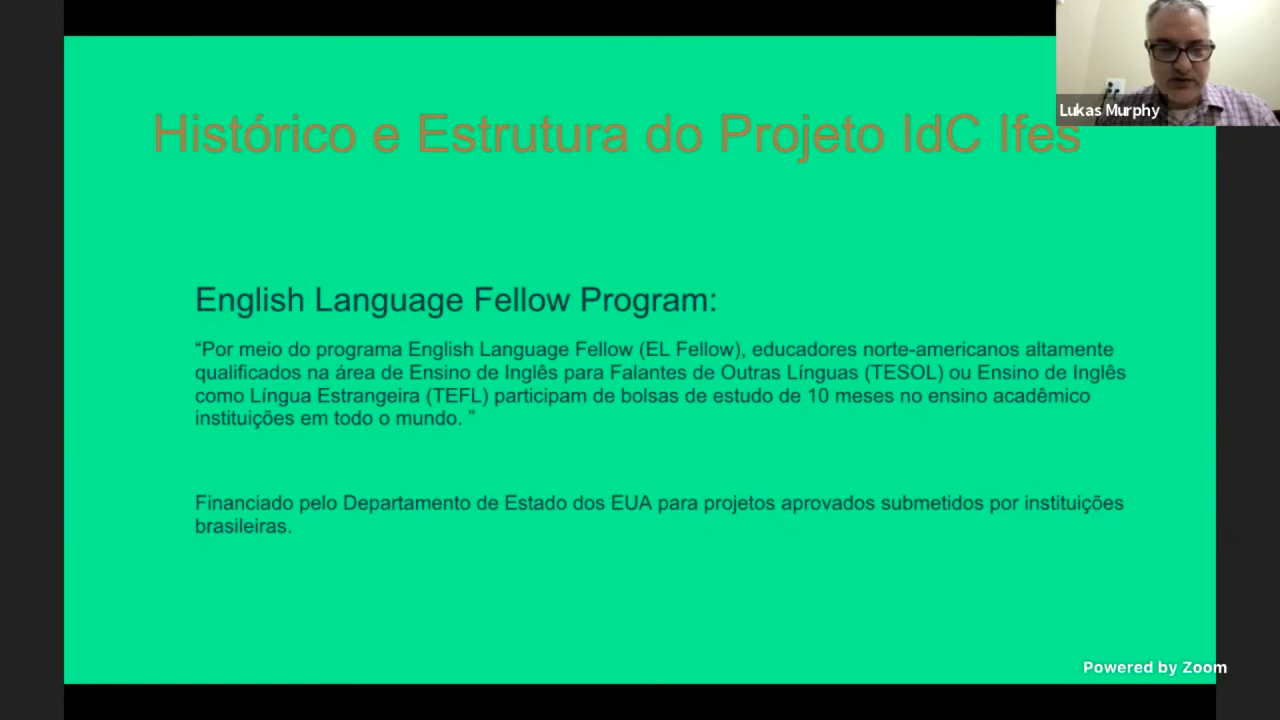 Lukas Murphy
Histórico e Estrutura do Projeto IdC Ifes
English Language Fellow Program:
“Por meio do programa English Language Fellow (EL Fellow), educadores norte-americanos altamente
qualificados na área de Ensino de Inglês para Falantes de Outras Línguas (TESOL) ou Ensino de Inglês
como Língua Estrangeira (TEFL) participam de bolsas de estudo de 10 meses no ensino acadêmico
instituições em todo o mundo. ”
Financiado pelo Departamento de Estado dos EUA para projetos aprovados submetidos por instituições
brasileiras.
Powered by Zoom